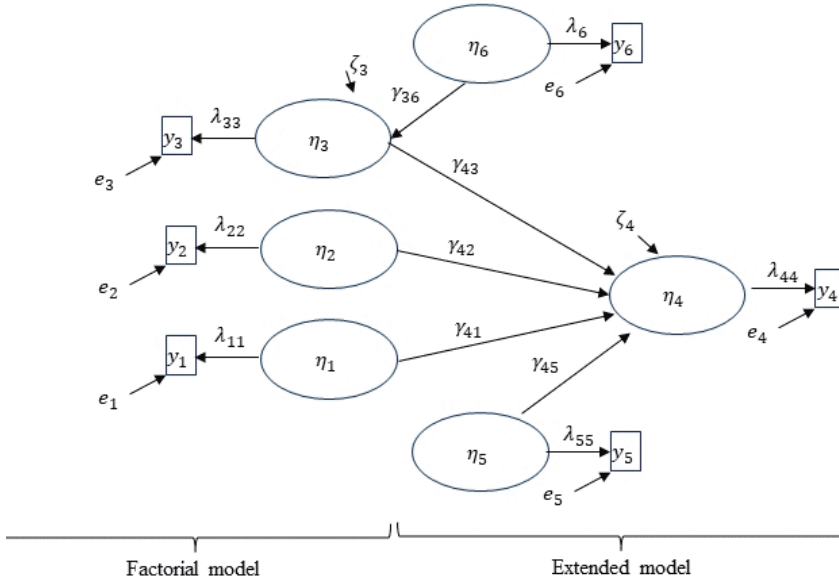 η₆
λ₆
y₆
e₆
ζ₃
γ₃₆
y₃
λ₃₃
η₃
e₃
γ₄₃
y₂
λ₂₂
η₂
e₂
γ₄₂
ζ₄
η₄
λ₄₄
y₄
e₄
y₁
λ₁₁
η₁
e₁
γ₄₁
γ₄₅
η₅
λ₅₅
y₅
e₅
Factorial model
Extended model